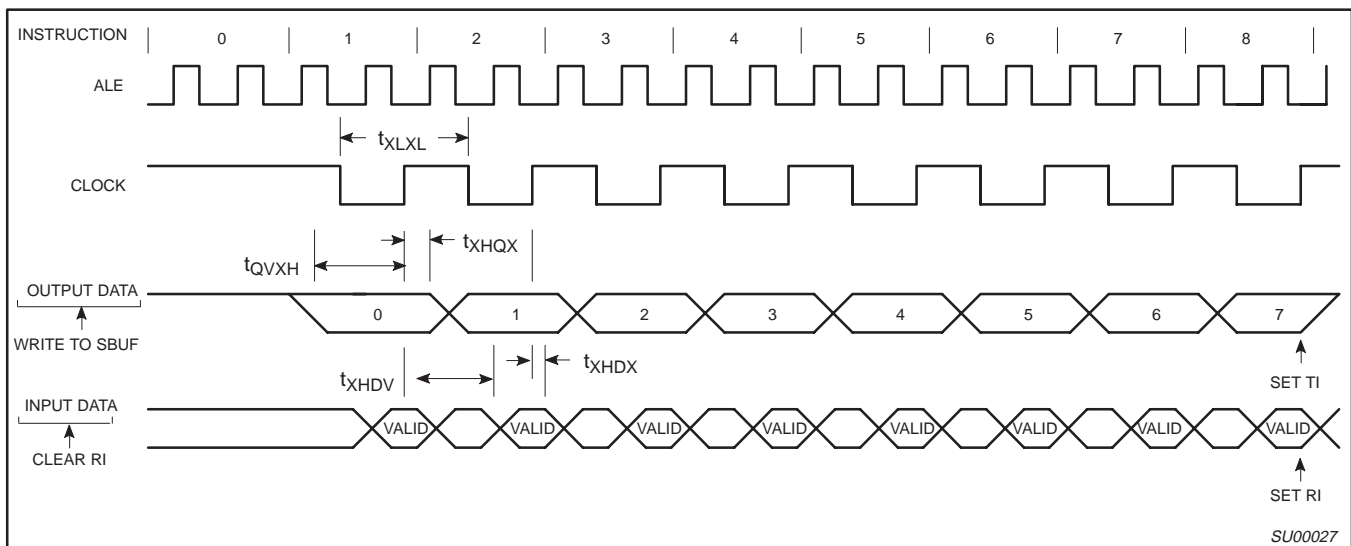 INSTRUCTION 0 1 2 3 4 5 6 7 8
ALE
tXLXL
CLOCK
tXHQX
tQVXH
OUTPUT DATA
0 1 2 3 4 5 6 7
WRITE TO SBUF
tXHDX
tXHDV
SET TI
INPUT DATA
VALID VALID VALID VALID VALID VALID VALID VALID
CLEAR RI
SET RI
SU00027